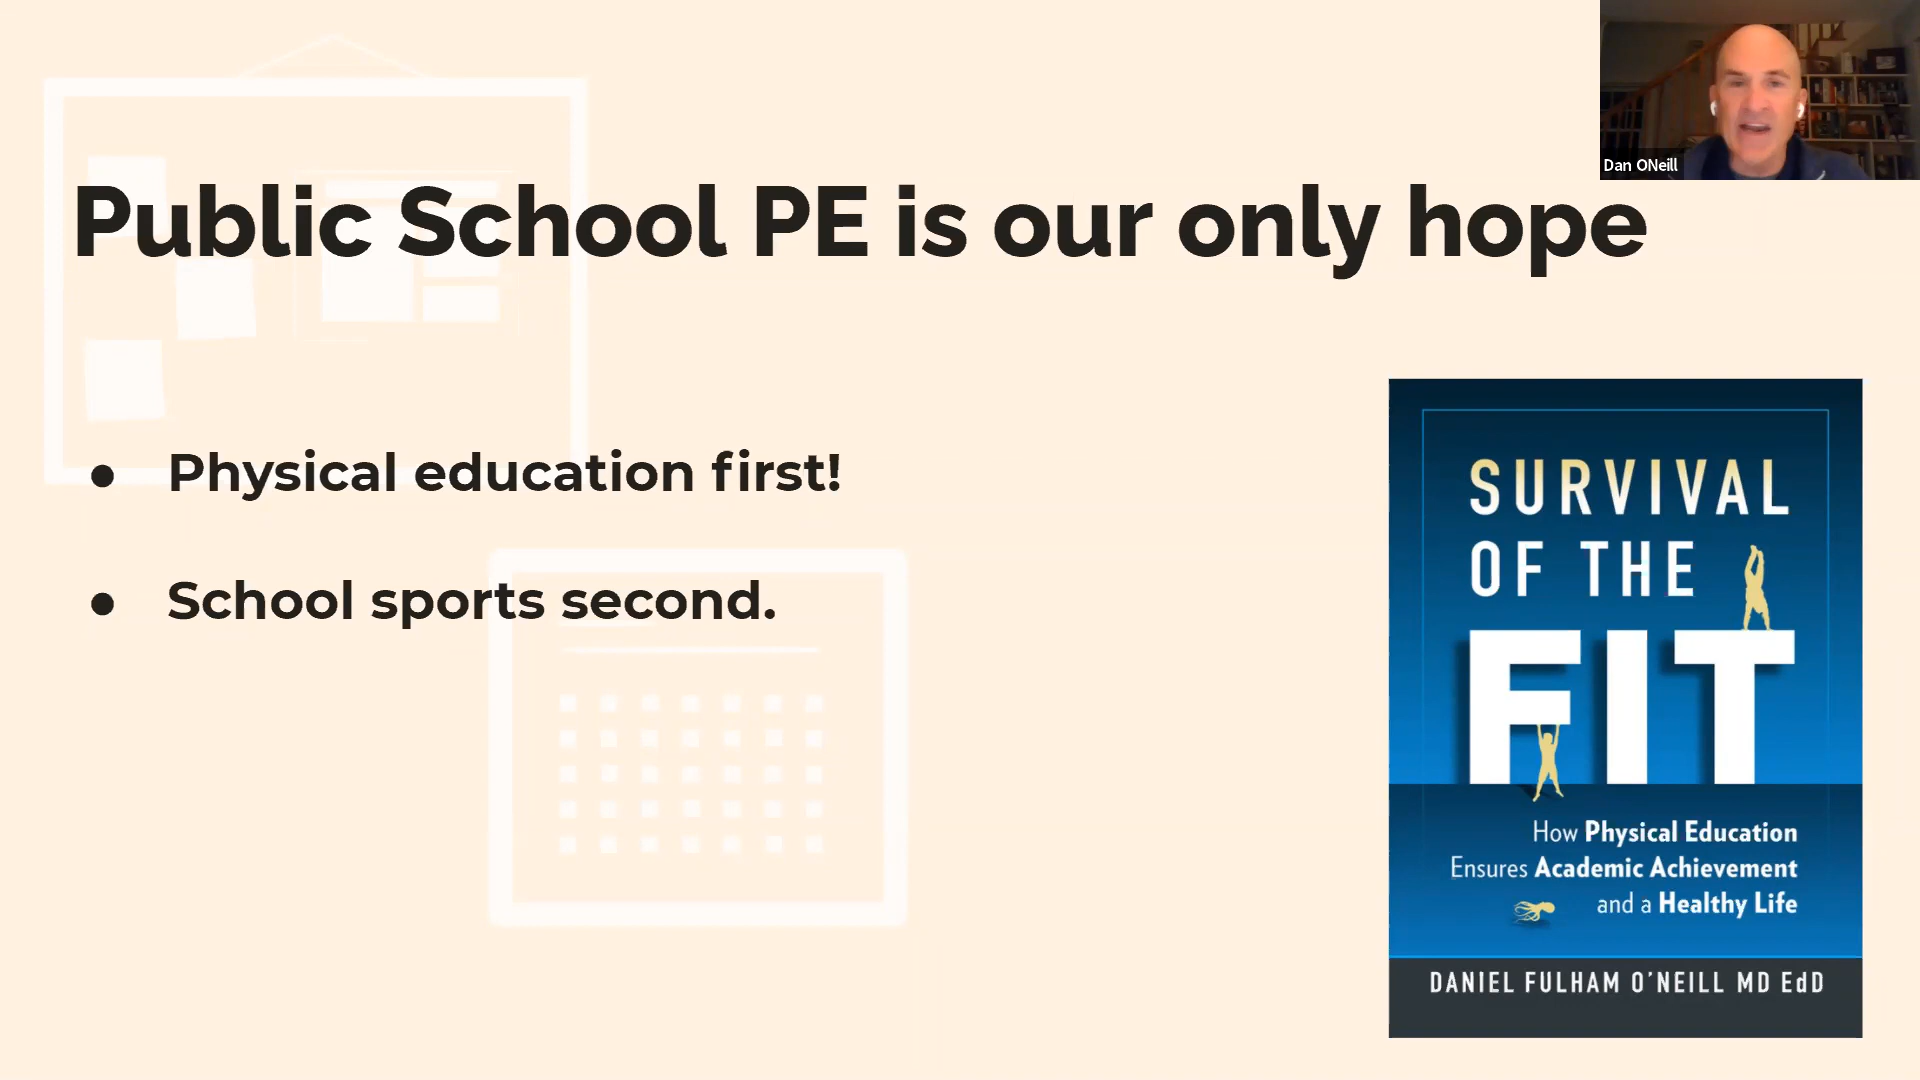 Dan ONeill
Public School PE is our only hope
● Physical education first!
● School sports second.
SURVIVAL
OF THE
FIT
How Physical Education
Ensures Academic Achievement
and a Healthy Life
DANIEL FULHAM O'NEILL MD EdD